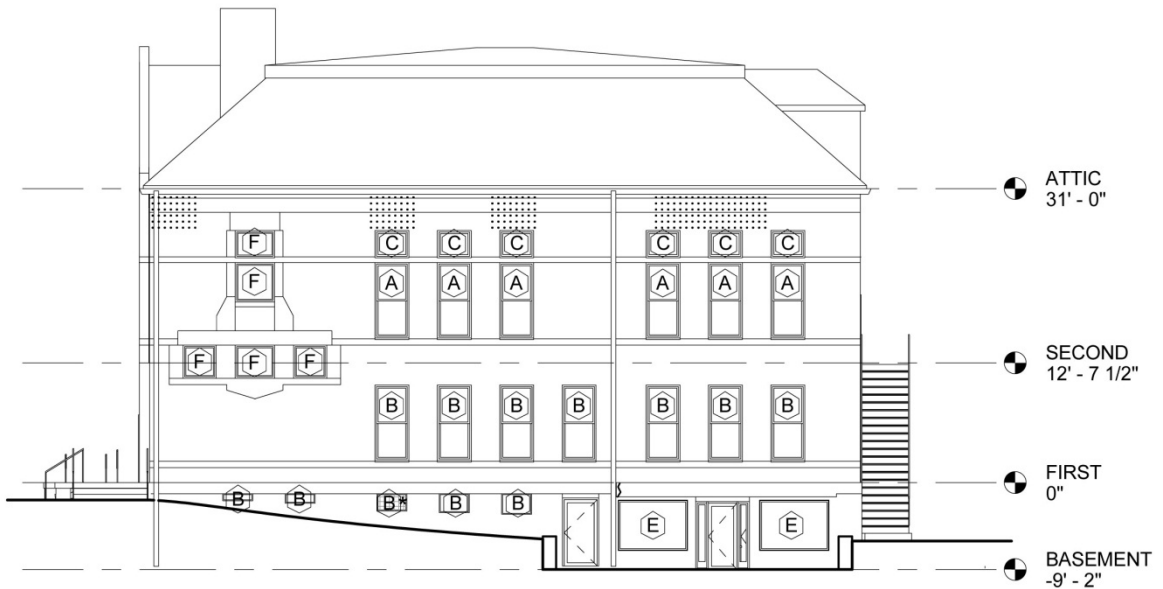 ATTIC
31' - 0"
F C C C C C C
F A A A A A A
F F F
SECOND
12' - 7 1/2"
B B B B B B B
FIRST
0"
B B B* B B
E E
BASEMENT
-9' - 2"